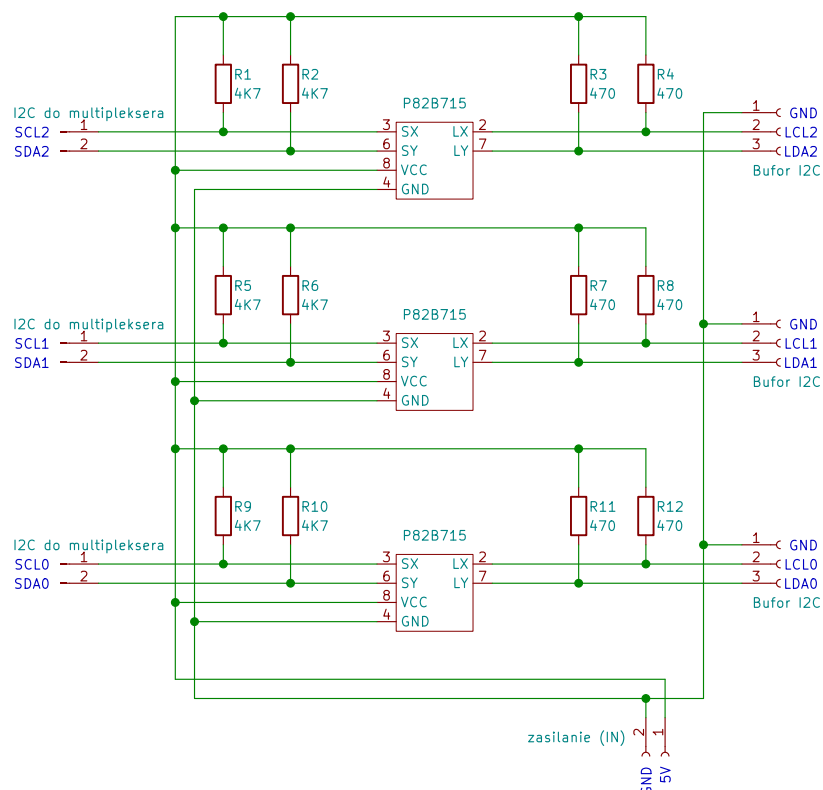 P82B715
R1
4K7
R2
4K7
R3
470
R4
470
I2C do multipleksera
SCL2 1
SDA2 2
3 SX LX 2
6 SY LY 7
8 VCC
4 GND
1 GND
2 LCL2
3 LDA2
Bufor I2C
P82B715
R5
4K7
R6
4K7
R7
470
R8
470
I2C do multipleksera
SCL1 1
SDA1 2
3 SX LX 2
6 SY LY 7
8 VCC
4 GND
1 GND
2 LCL1
3 LDA1
Bufor I2C
P82B715
R9
4K7
R10
4K7
R11
470
R12
470
I2C do multipleksera
SCL0 1
SDA0 2
3 SX LX 2
6 SY LY 7
8 VCC
4 GND
1 GND
2 LCL0
3 LDA0
Bufor I2C
zasilanie (IN)
2 GND
1 5V